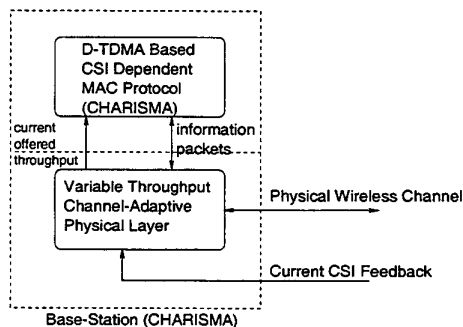 D-TDMA Based
CSI Dependent
MAC Protocol
(CHARISMA)
current
offered
throughput
information
packets
Variable Throughput
Channel-Adaptive
Physical Layer
Physical Wireless Channel
Current CSI Feedback
Base-Station (CHARISMA)